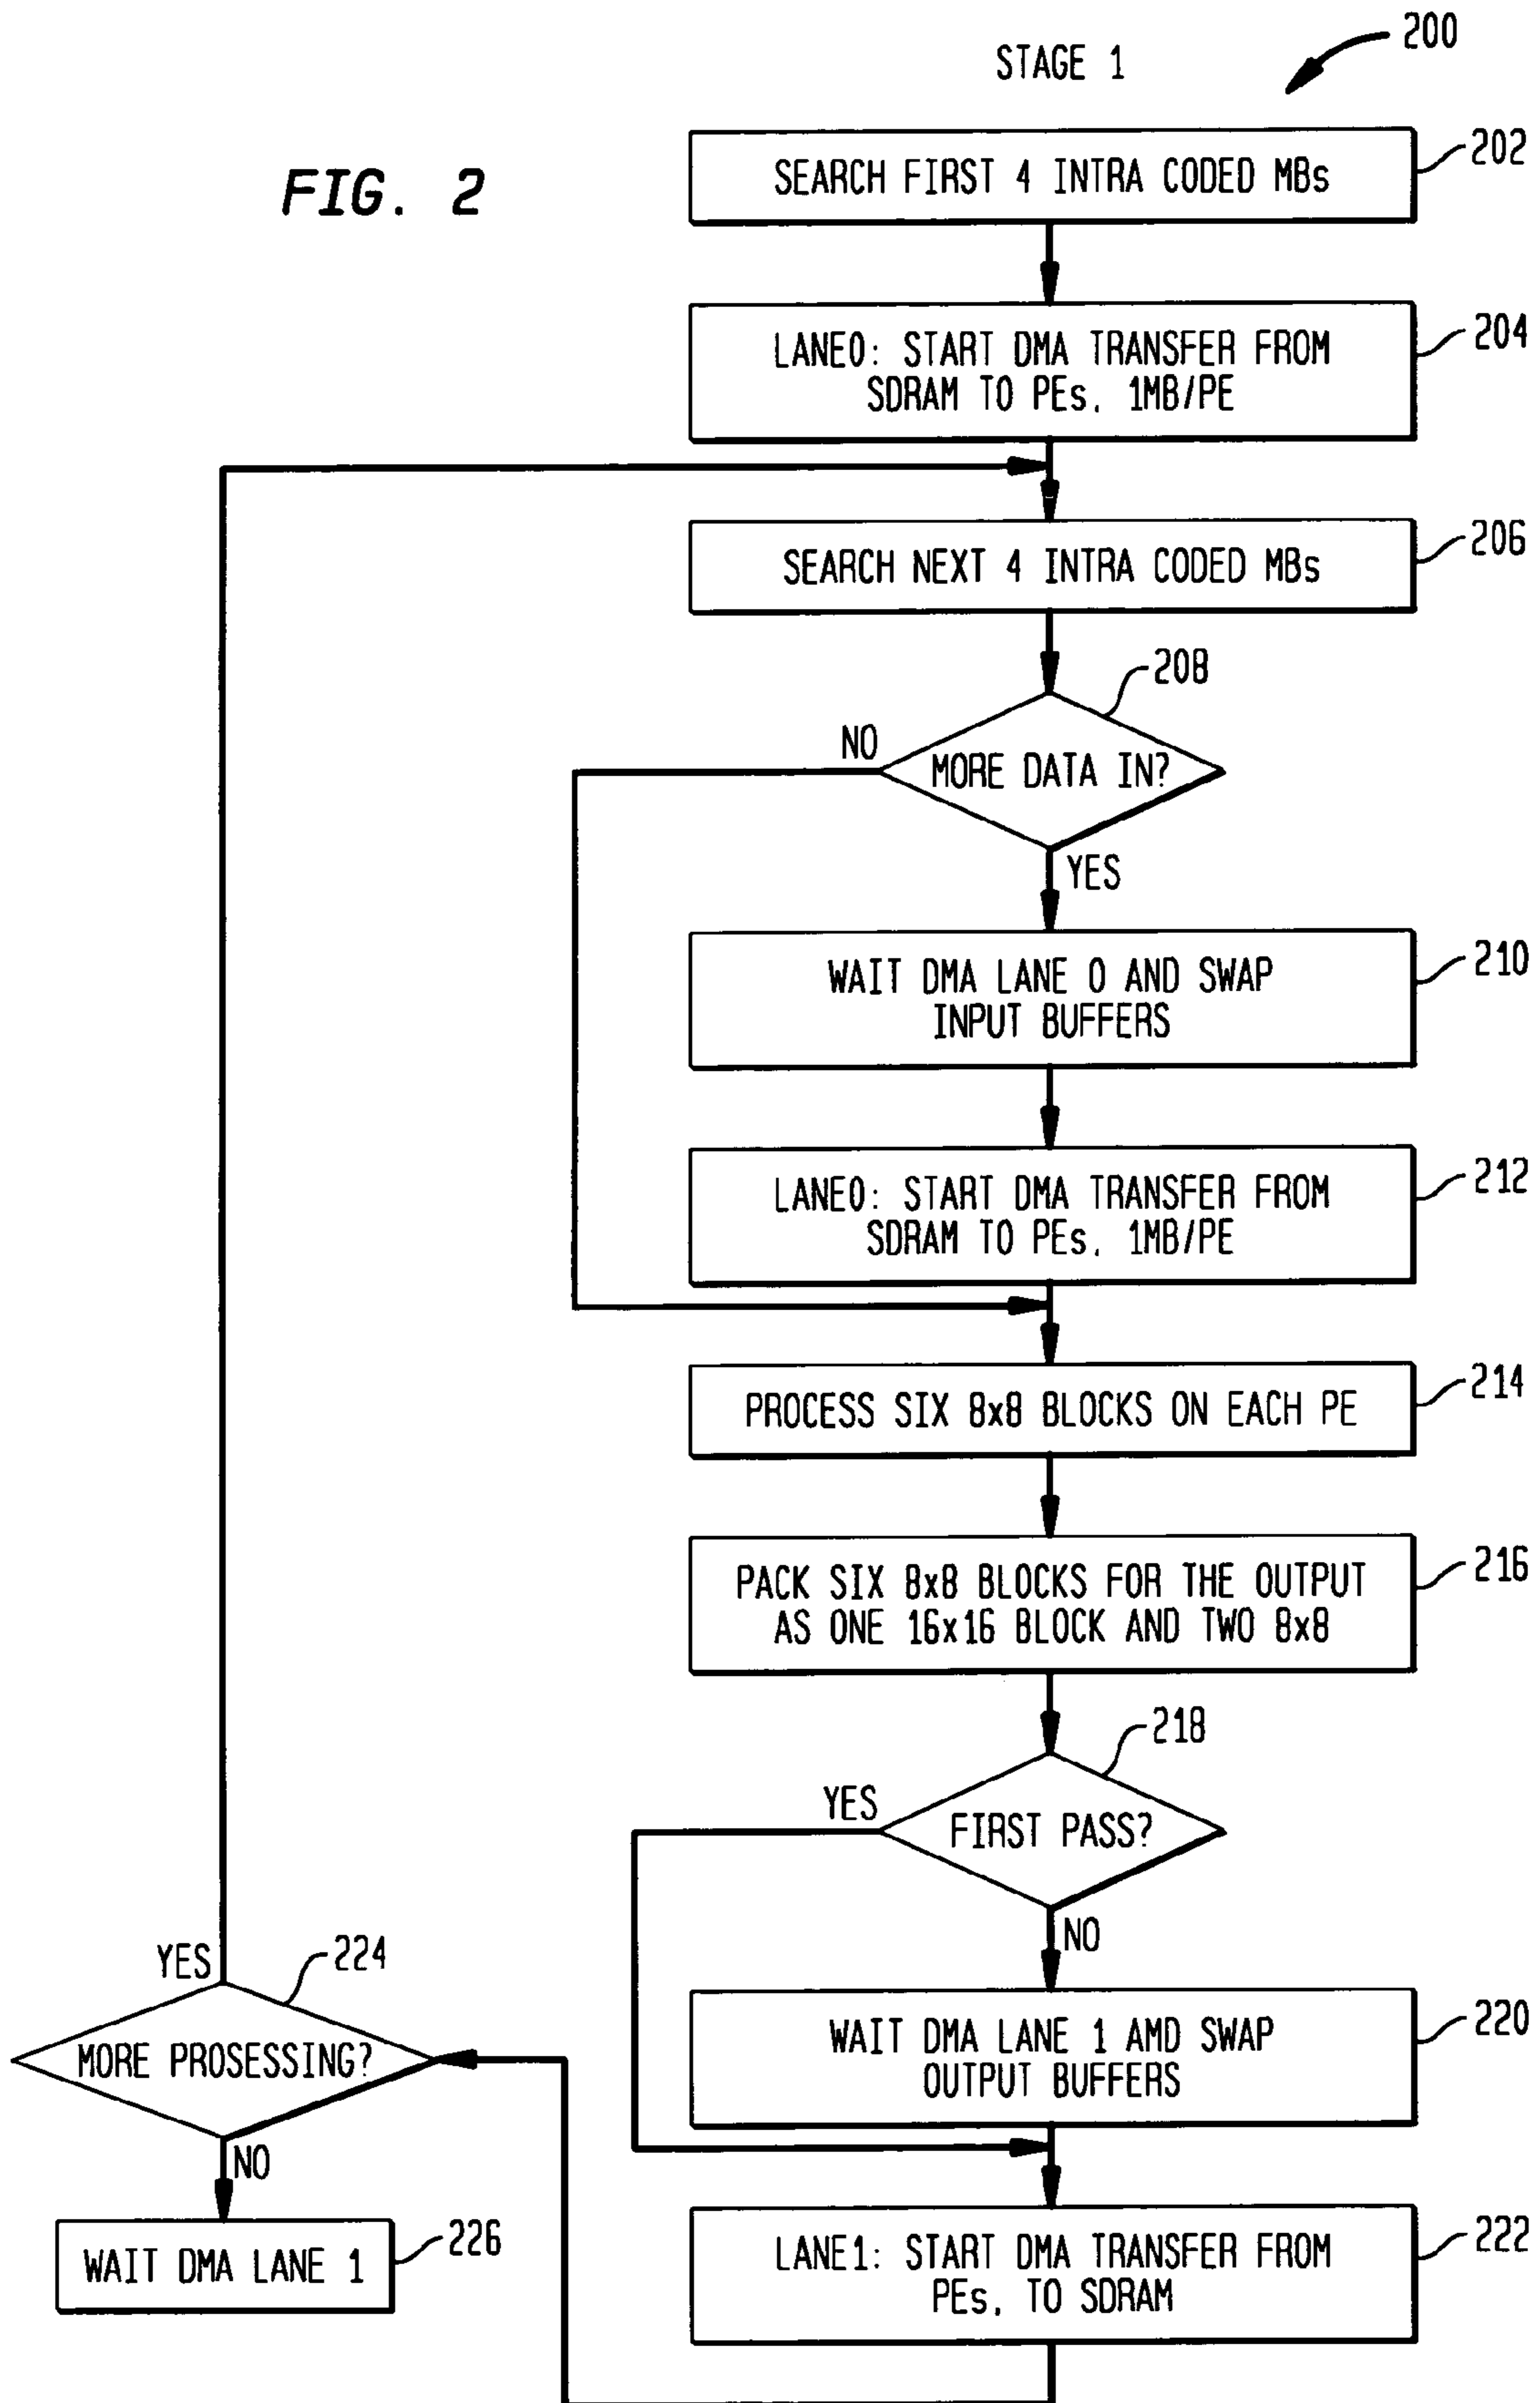 STAGE 1
200
FIG. 2
SEARCH FIRST 4 INTRA CODED MBs
202
LANE0: START DMA TRANSFER FROM
SDRAM TO PEs, 1MB/PE
204
SEARCH NEXT 4 INTRA CODED MBs
206
208
NO
MORE DATA IN?
YES
WAIT DMA LANE 0 AND SWAP
INPUT BUFFERS
210
LANE0: START DMA TRANSFER FROM
SDRAM TO PEs, 1MB/PE
212
PROCESS SIX 8x8 BLOCKS ON EACH PE
214
PACK SIX 8x8 BLOCKS FOR THE OUTPUT
AS ONE 16x16 BLOCK AND TWO 8x8
216
218
YES
FIRST PASS?
NO
WAIT DMA LANE 1 AMD SWAP
OUTPUT BUFFERS
220
LANE1: START DMA TRANSFER FROM
PEs, TO SDRAM
222
YES
224
MORE PROSESSING?
NO
WAIT DMA LANE 1
226